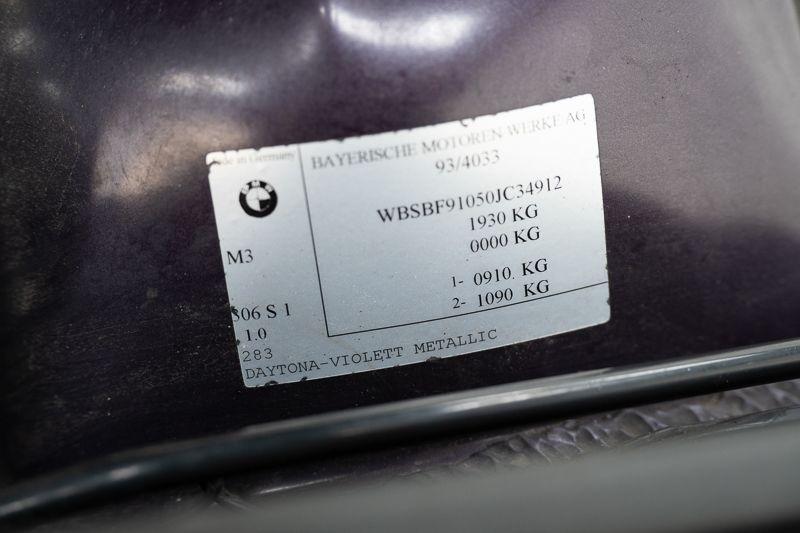 Made in Germany
BAYERISCHE MOTOREN WERKE AG
93/4033
BMW
WBSBF91050JC34912
1930 KG
0000 KG
M3
1- 0910. KG
2- 1090 KG
S06 S 1
1.0
283
DAYTONA-VIOLETT METALLIC